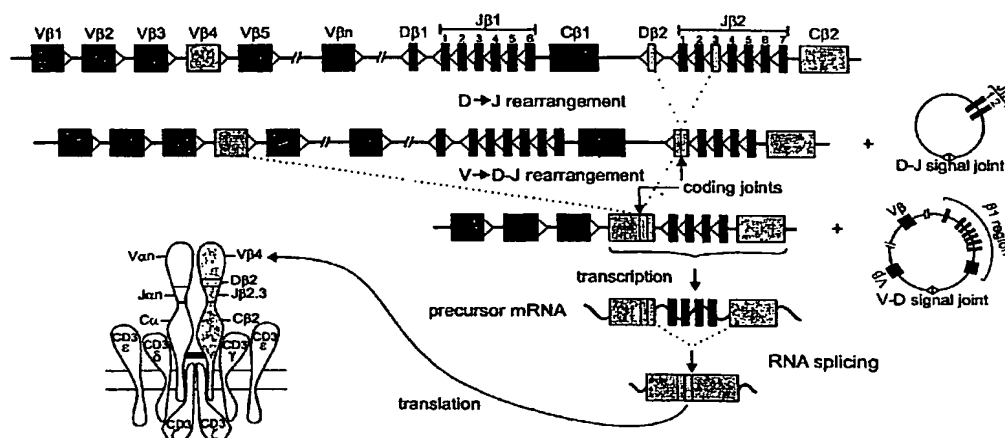 Jβ1 Jβ2
Vβ1 Vβ2 Vβ3 Vβ4 Vβ5 Vβn Dβ1 1 2 3 4 5 6 Cβ1 Dβ2 1 2 3 4 5 6 7 Cβ2
D→J rearrangement
+
D-J signal joint
V→D-J rearrangement
coding joints
+
Vβ
Vβ
β1 region
V-D signal joint
transcription
precursor mRNA
RNA splicing
translation
Vαn Vβ4
Dβ2
Jαn Jβ2.3
Cα Cβ2
CD3 ε CD3 δ CD3 γ CD3 ε
CD3 ζ ζ